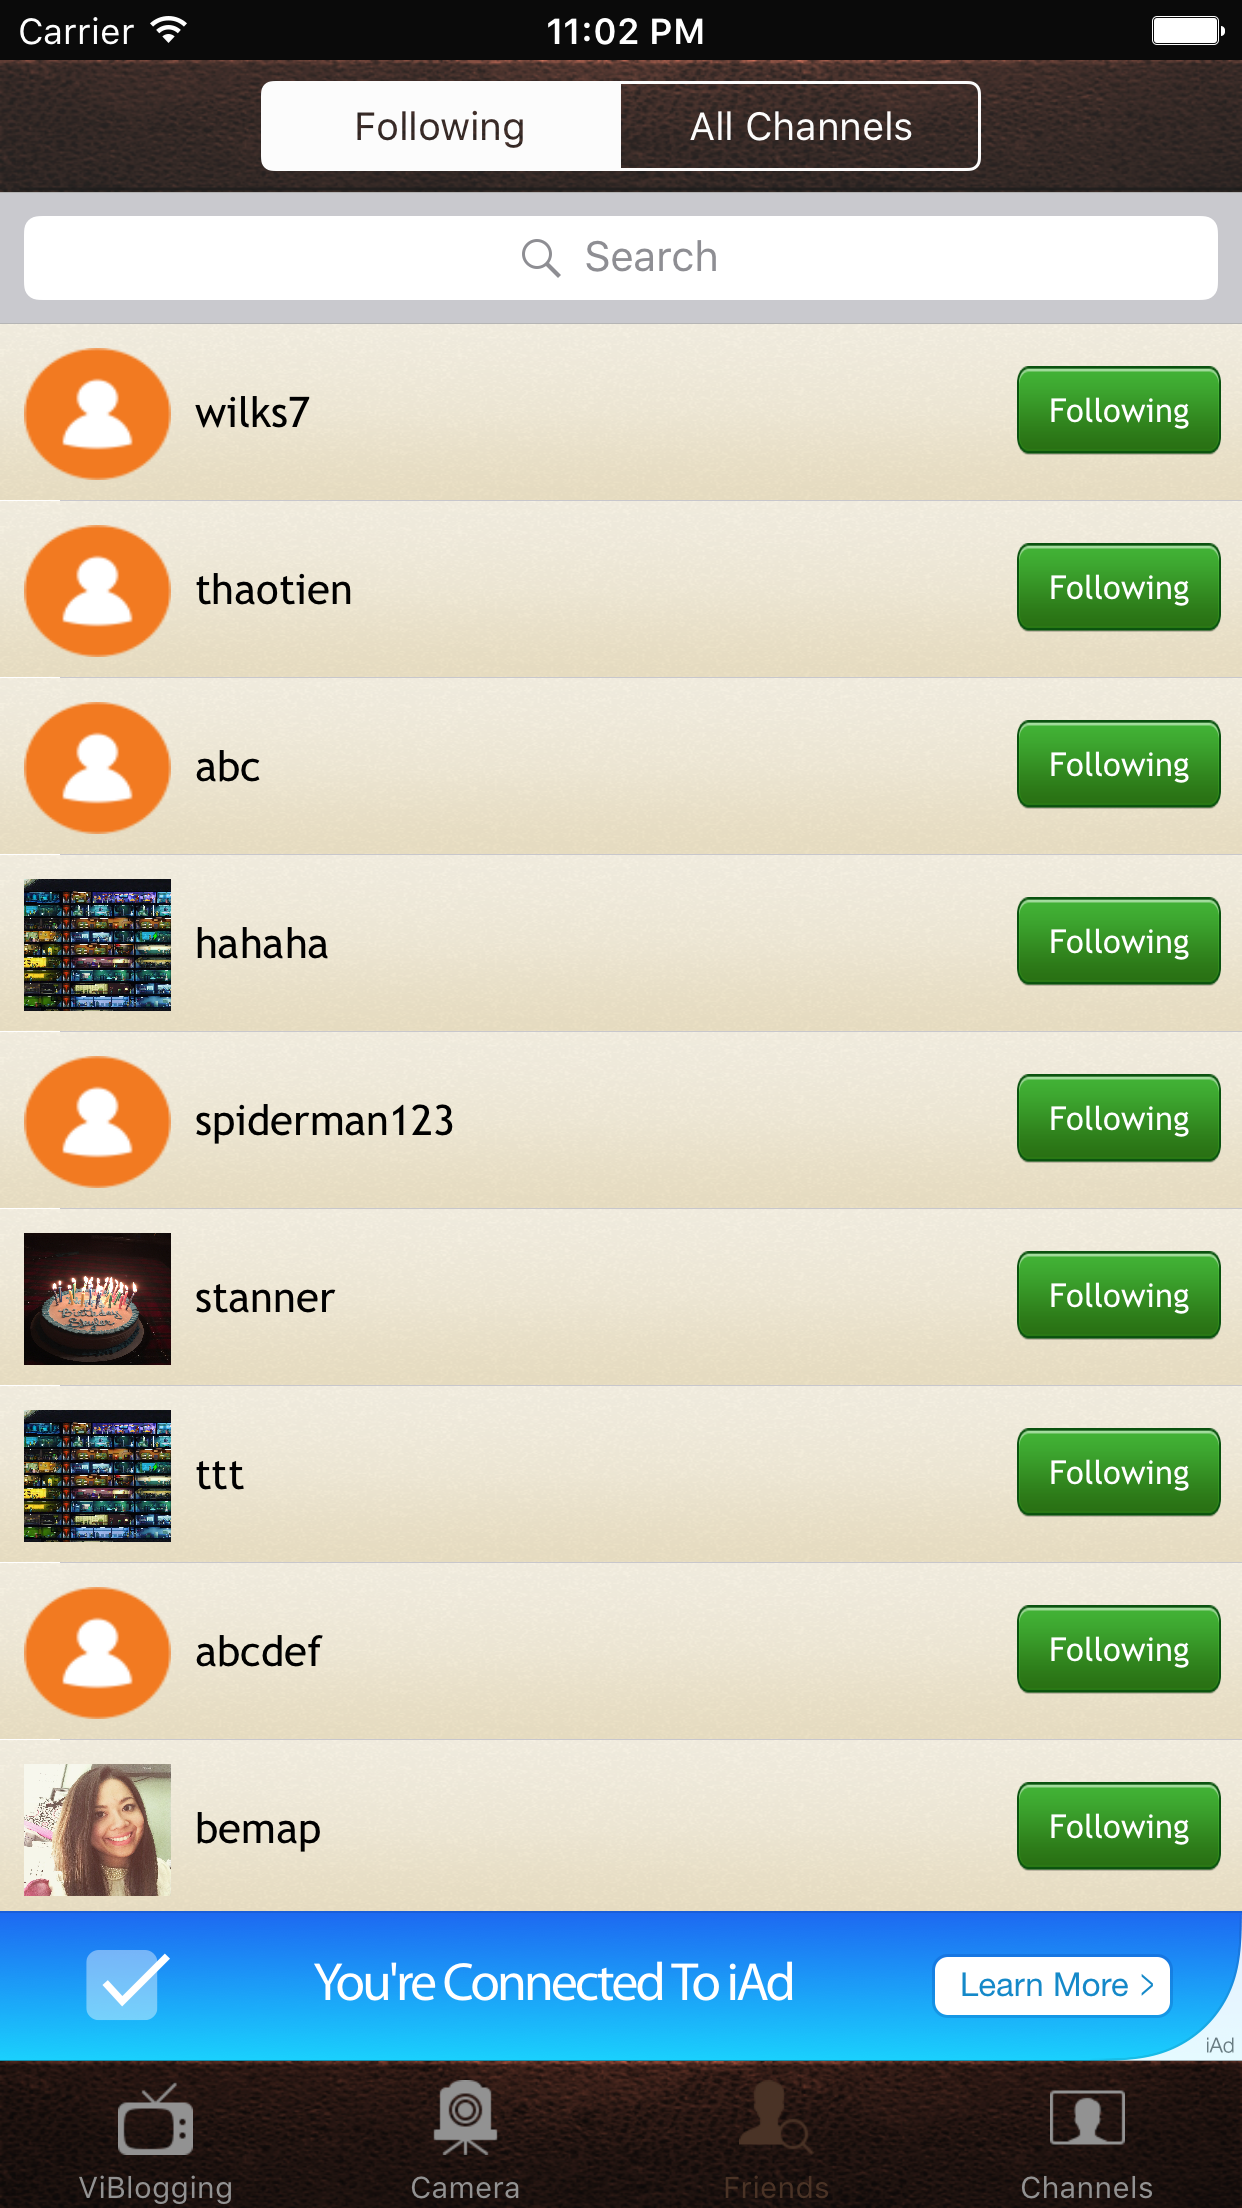 Carrier 11:02 PM
Following All Channels
Search
wilks7 Following
thaotien Following
abc Following
hahaha Following
spiderman123 Following
stanner Following
ttt Following
abcdef Following
bemap Following
You're Connected To iAd Learn More >
iAd
ViBlogging Camera Friends Channels